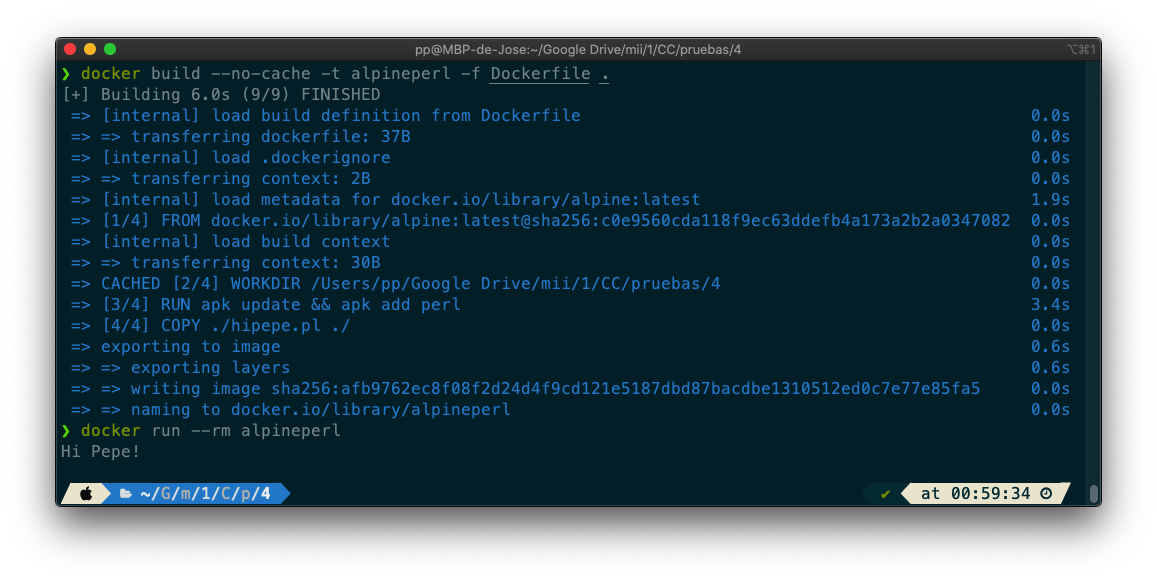 pp@MBP-de-Jose:~/Google Drive/mii/1/CC/pruebas/4 ⌥⌘1
❯ docker build --no-cache -t alpineperl -f Dockerfile .
[+] Building 6.0s (9/9) FINISHED
=> [internal] load build definition from Dockerfile 0.0s
=> => transferring dockerfile: 37B 0.0s
=> [internal] load .dockerignore 0.0s
=> => transferring context: 2B 0.0s
=> [internal] load metadata for docker.io/library/alpine:latest 1.9s
=> [1/4] FROM docker.io/library/alpine:latest@sha256:c0e9560cda118f9ec63ddefb4a173a2b2a0347082 0.0s
=> [internal] load build context 0.0s
=> => transferring context: 30B 0.0s
=> CACHED [2/4] WORKDIR /Users/pp/Google Drive/mii/1/CC/pruebas/4 0.0s
=> [3/4] RUN apk update && apk add perl 3.4s
=> [4/4] COPY ./hipepe.pl ./ 0.0s
=> exporting to image 0.6s
=> => exporting layers 0.6s
=> => writing image sha256:afb9762ec8f08f2d24d4f9cd121e5187dbd87bacdbe1310512ed0c7e77e85fa5 0.0s
=> => naming to docker.io/library/alpineperl 0.0s
❯ docker run --rm alpineperl
Hi Pepe!
~/G/m/1/C/p/4 ✔ at 00:59:34